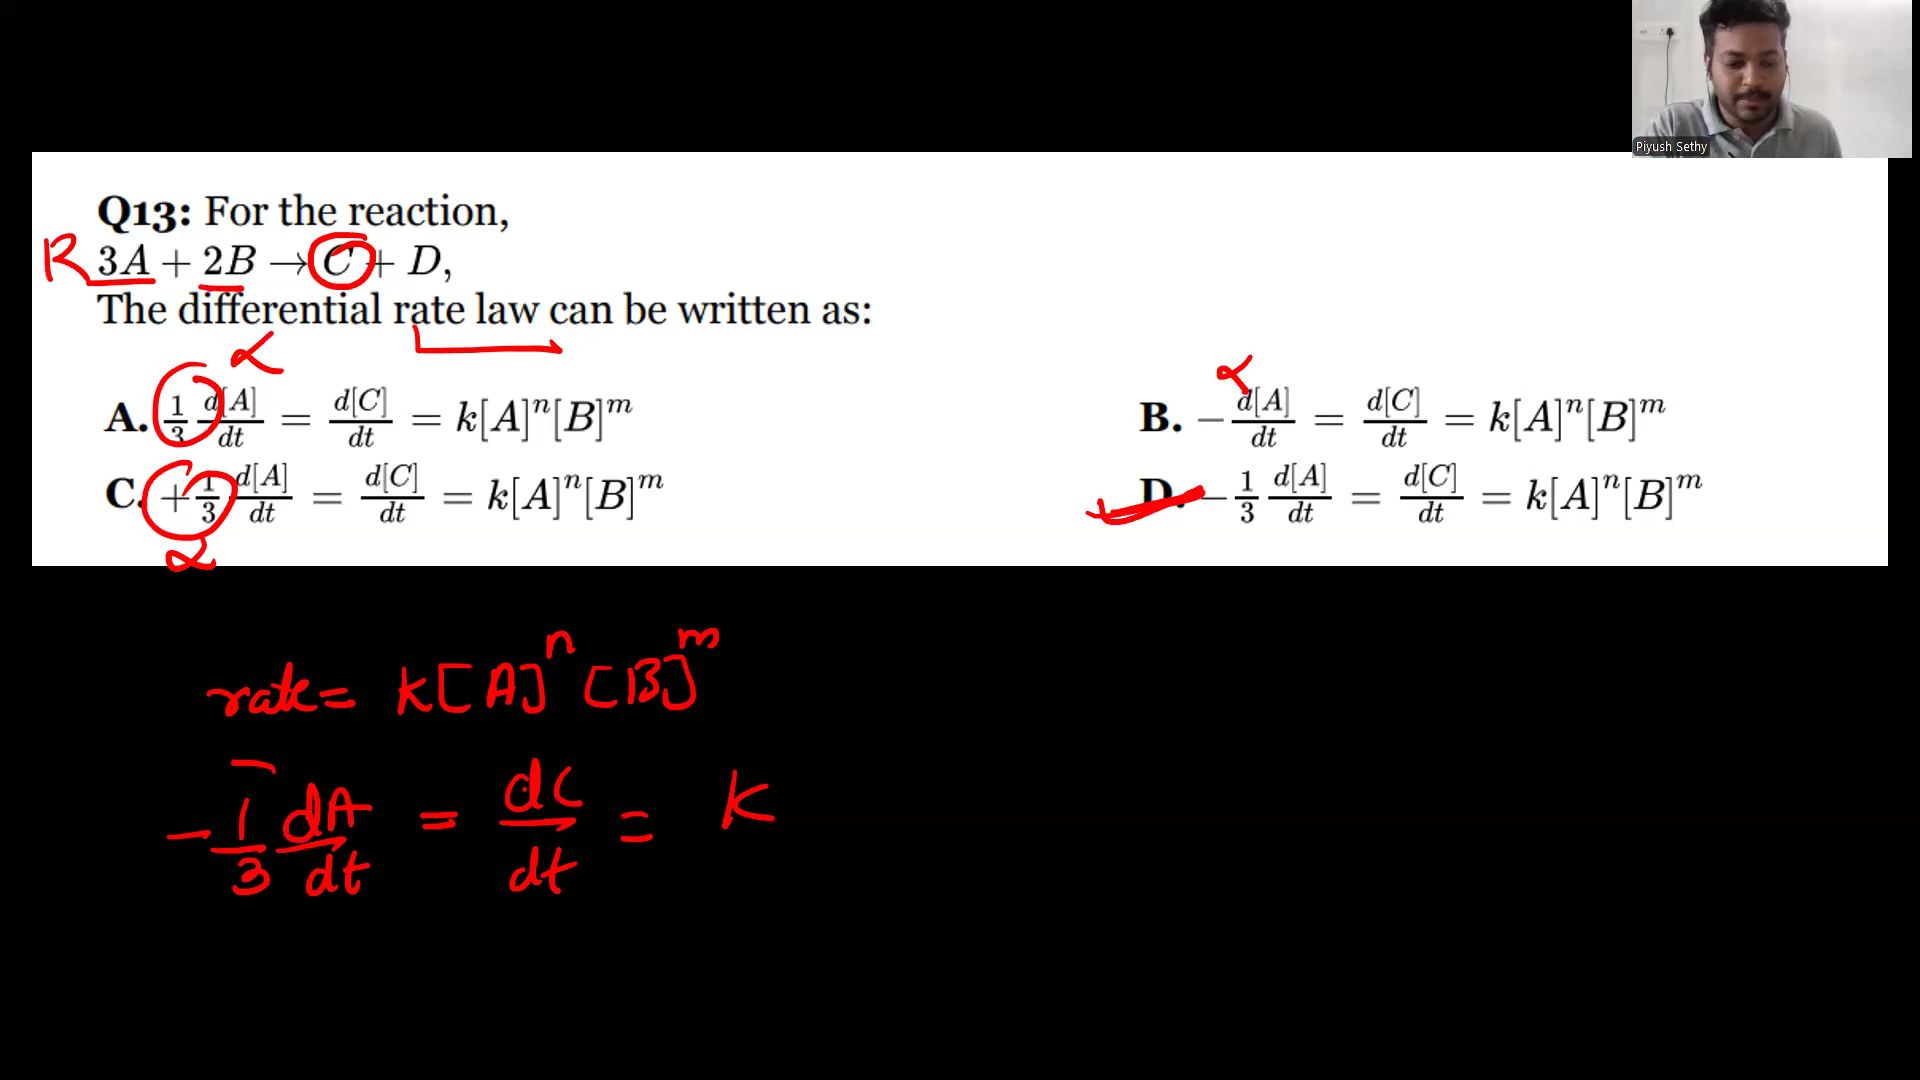 Piyush Sethy
Q13: For the reaction,
R 3A + 2B → C + D,
The differential rate law can be written as:
A. 1/3 d[A]/dt = d[C]/dt = k[A]ⁿ[B]ᵐ
B. − d[A]/dt = d[C]/dt = k[A]ⁿ[B]ᵐ
C. + 1/3 d[A]/dt = d[C]/dt = k[A]ⁿ[B]ᵐ
D. − 1/3 d[A]/dt = d[C]/dt = k[A]ⁿ[B]ᵐ
rate = K[A]ⁿ[B]ᵐ
− 1/3 dA/dt = dC/dt = K